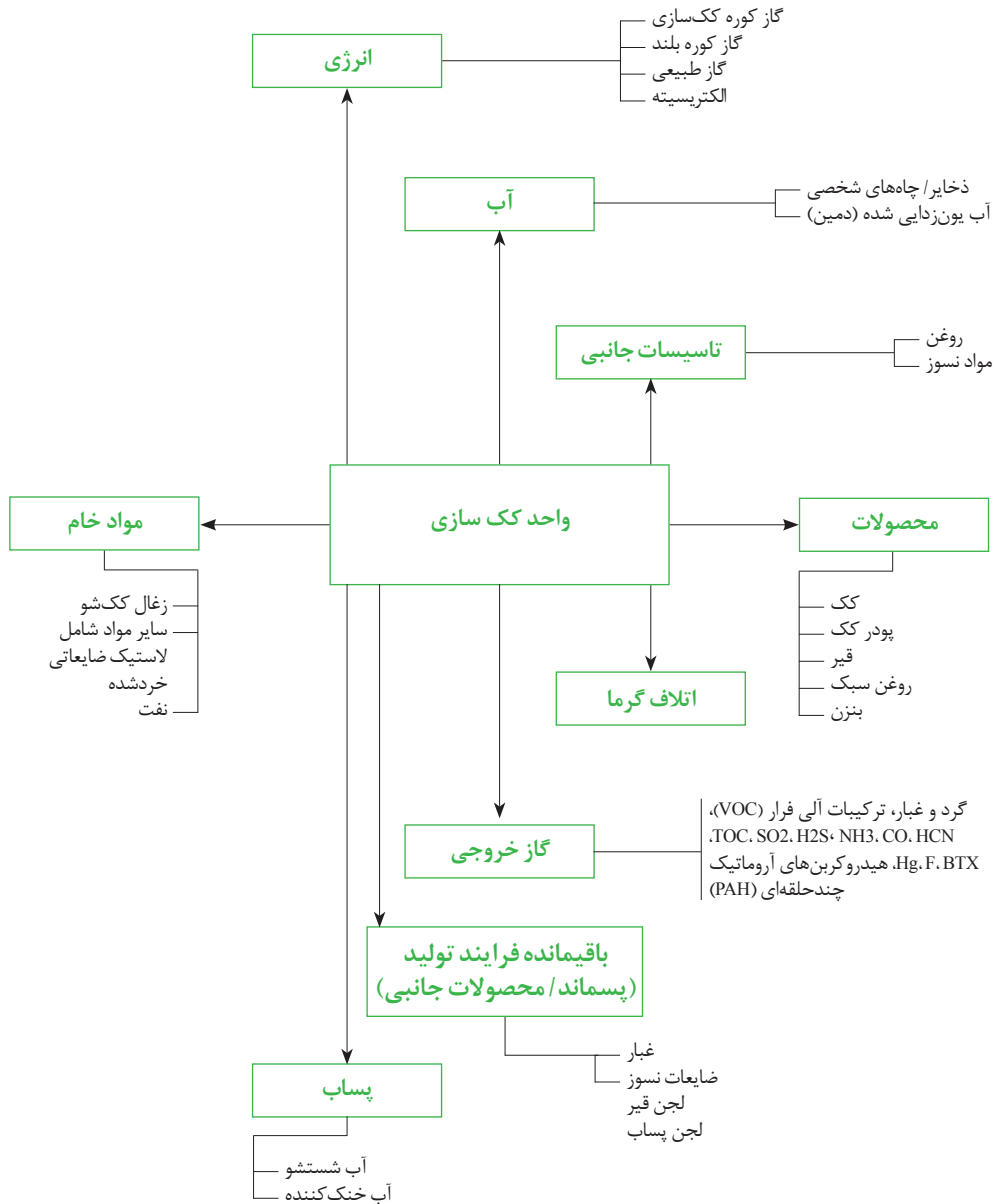 گاز کوره کک‌سازی
گاز کوره بلند
گاز طبیعی
الکتریسیته
انرژی
آب
ذخایر/ چاه‌های شخصی
آب یون‌زدایی شده (دمین)
تاسیسات جانبی
روغن
مواد نسوز
واحد کک سازی
محصولات
کک
پودر کک
قیر
روغن سبک
بنزن
مواد خام
زغال کک‌شو
سایر مواد شامل
لاستیک ضایعاتی
خردشده
نفت
اتلاف گرما
گاز خروجی
گرد و غبار، ترکیبات آلی فرار (VOC)،
TOC، SO2، H2S، NH3، CO، HCN،
Hg، F، BTX، هیدروکربن‌های آروماتیک
چندحلقه‌ای (PAH)
باقیمانده فرایند تولید
(پسماند/ محصولات جانبی)
غبار
ضایعات نسوز
لجن قیر
لجن پساب
پساب
آب شستشو
آب خنک‌کننده